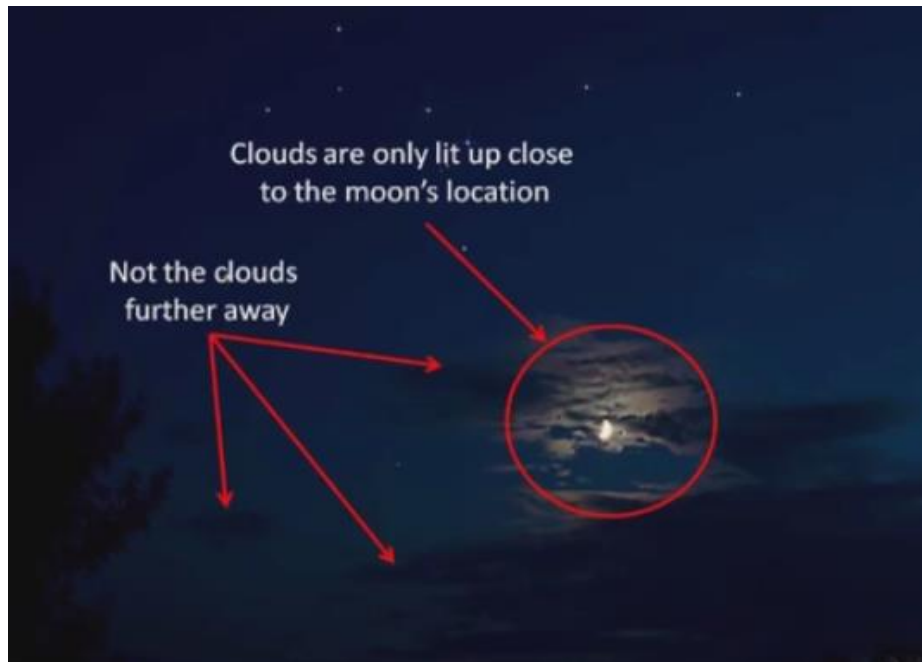 Clouds are only lit up close
to the moon's location
Not the clouds
further away